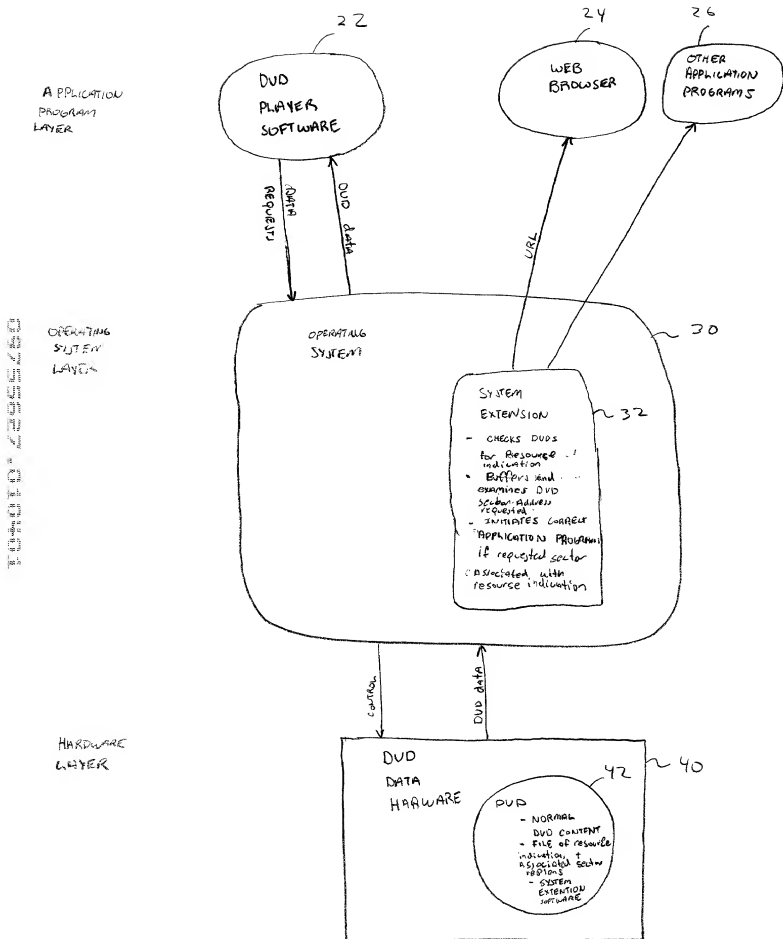 22
24
26
APPLICATION
PROGRAM
LAYER
DVD
PLAYER
SOFTWARE
WEB
BROWSER
OTHER
APPLICATION
PROGRAMS
DATA
REQUESTS
DVD data
URL
OPERATING
SYSTEM
LAYER
OPERATING
SYSTEM
30
SYSTEM
EXTENSION
32
- CHECKS DVDS
for Resource
indication
- Buffers and
examines DVD
sector Address
requested
- INITIATES CORRECT
APPLICATION PROGRAM
if requested sector
Associated with
resourse indication
CONTROL
DVD data
HARDWARE
LAYER
DVD
DATA
HARWARE
40
42
DVD
- NORMAL
DVD CONTENT
- FILE OF resource
indication, +
Associated sector
regions
- SYSTEM
EXTENTION
SOFTWARE